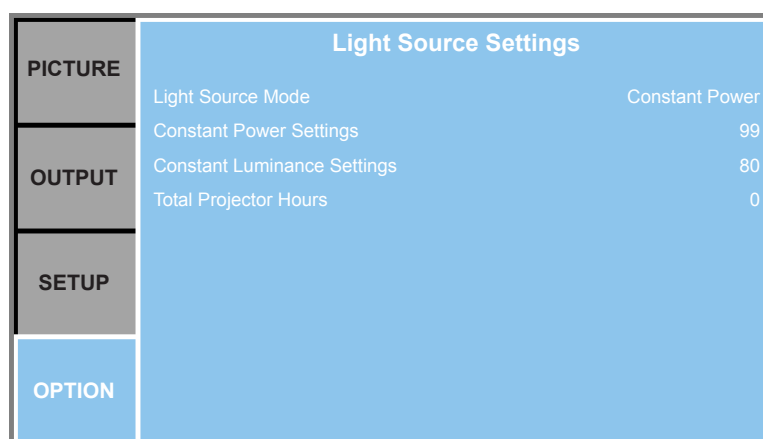 PICTURE
OUTPUT
SETUP
OPTION
Light Source Settings
Light Source Mode Constant Power
Constant Power Settings 99
Constant Luminance Settings 80
Total Projector Hours 0